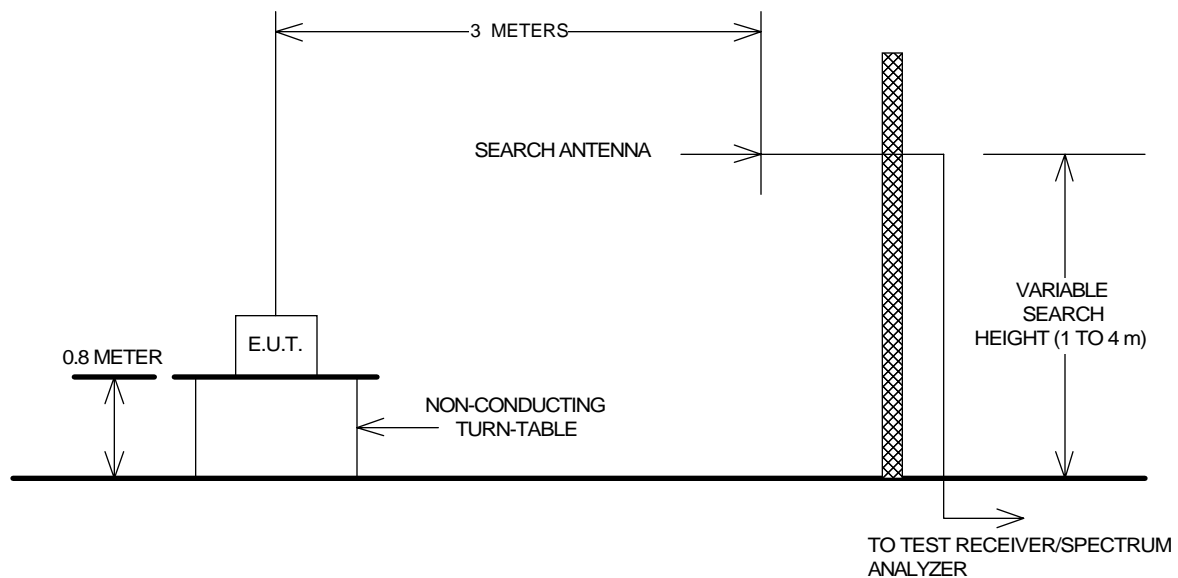 3 METERS
SEARCH ANTENNA
VARIABLE
SEARCH
HEIGHT (1 TO 4 m)
E.U.T.
0.8 METER
NON-CONDUCTING
TURN-TABLE
TO TEST RECEIVER/SPECTRUM
ANALYZER